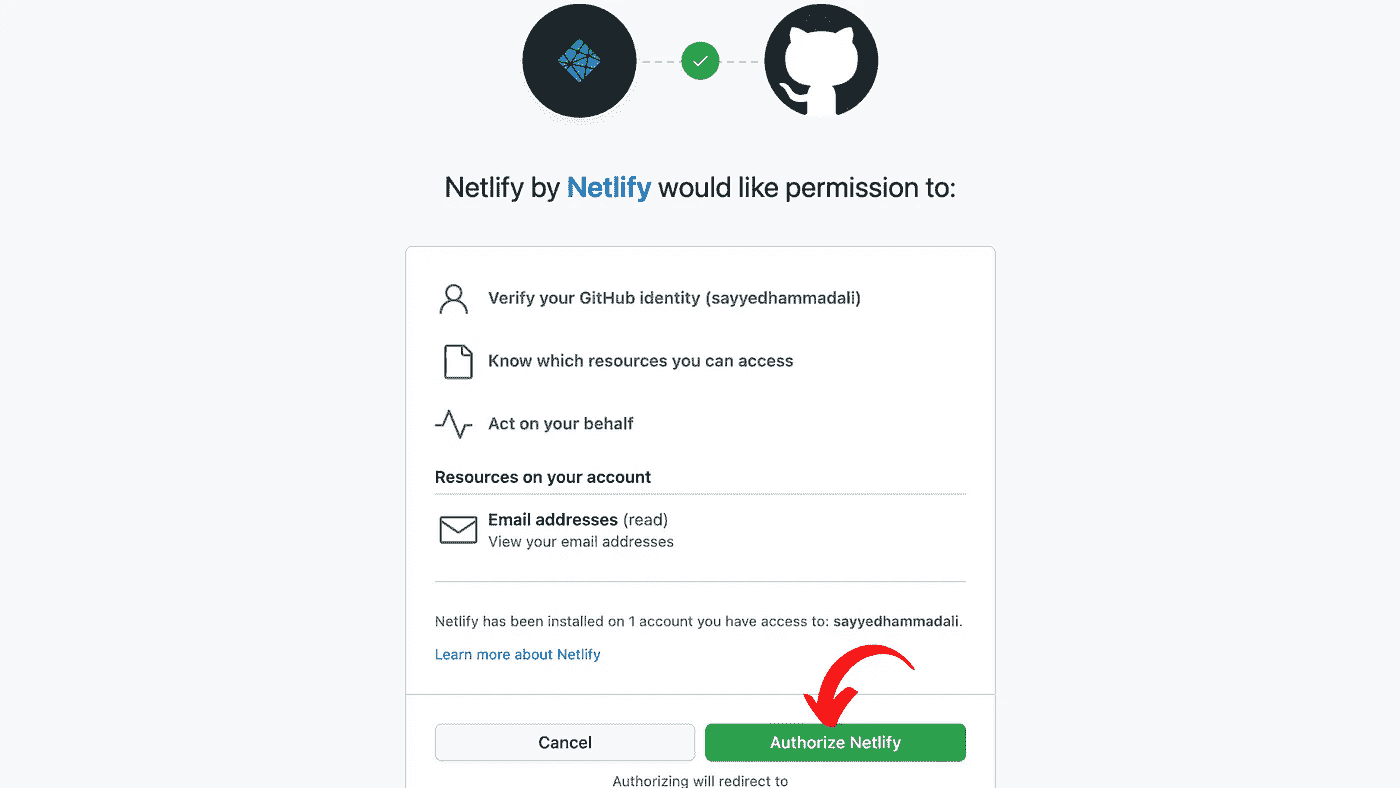 Netlify by Netlify would like permission to:
Verify your GitHub identity (sayyedhammadali)
Know which resources you can access
Act on your behalf
Resources on your account
Email addresses (read)
View your email addresses
Netlify has been installed on 1 account you have access to: sayyedhammadali.
Learn more about Netlify
Cancel
Authorize Netlify
Authorizing will redirect to